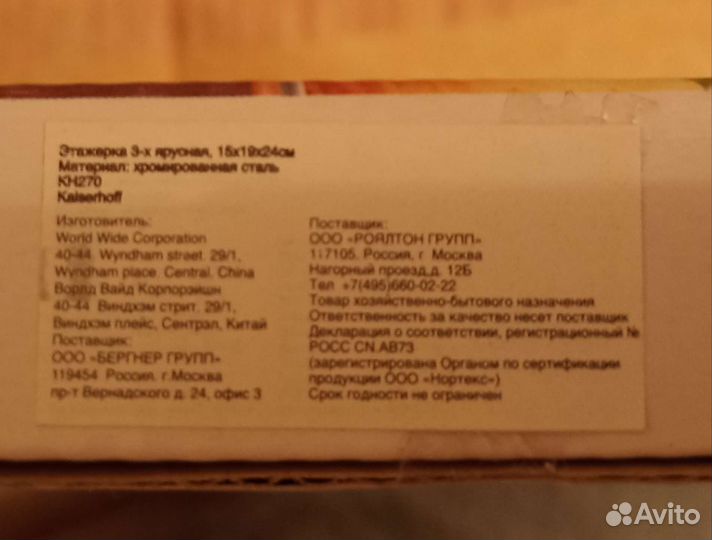 Этажерка 3-х ярусная, 15х19х24см
Материал: хромированная сталь
KH270
Kaiserhoff
Изготовитель:
World Wide Corporation
40-44. Wyndham street. 29/1,
Wyndham place. Central. China
Ворлд Вайд Корпорэйшн
40-44. Виндхэм стрит. 29/1,
Виндхэм плейс, Сентрэл, Китай
Поставщик:
ООО «БЕРГНЕР ГРУПП»
119454 Россия. г.Москва
пр-т Вернадского д. 24, офис 3
Поставщик:
ООО «РОЯЛТОН ГРУПП»
117105. Россия, г Москва
Нагорный проезд,д. 12Б
Тел +7(495)660-02-22
Товар хозяйственно-бытового назначения
Ответственность за качество несет поставщик
Декларация о соответствии, регистрационный №
РОСС CN.АВ73
(зарегистрирована Органом по сертификации
продукции ООО «Нортекс»)
Срок годности не ограничен
Avito